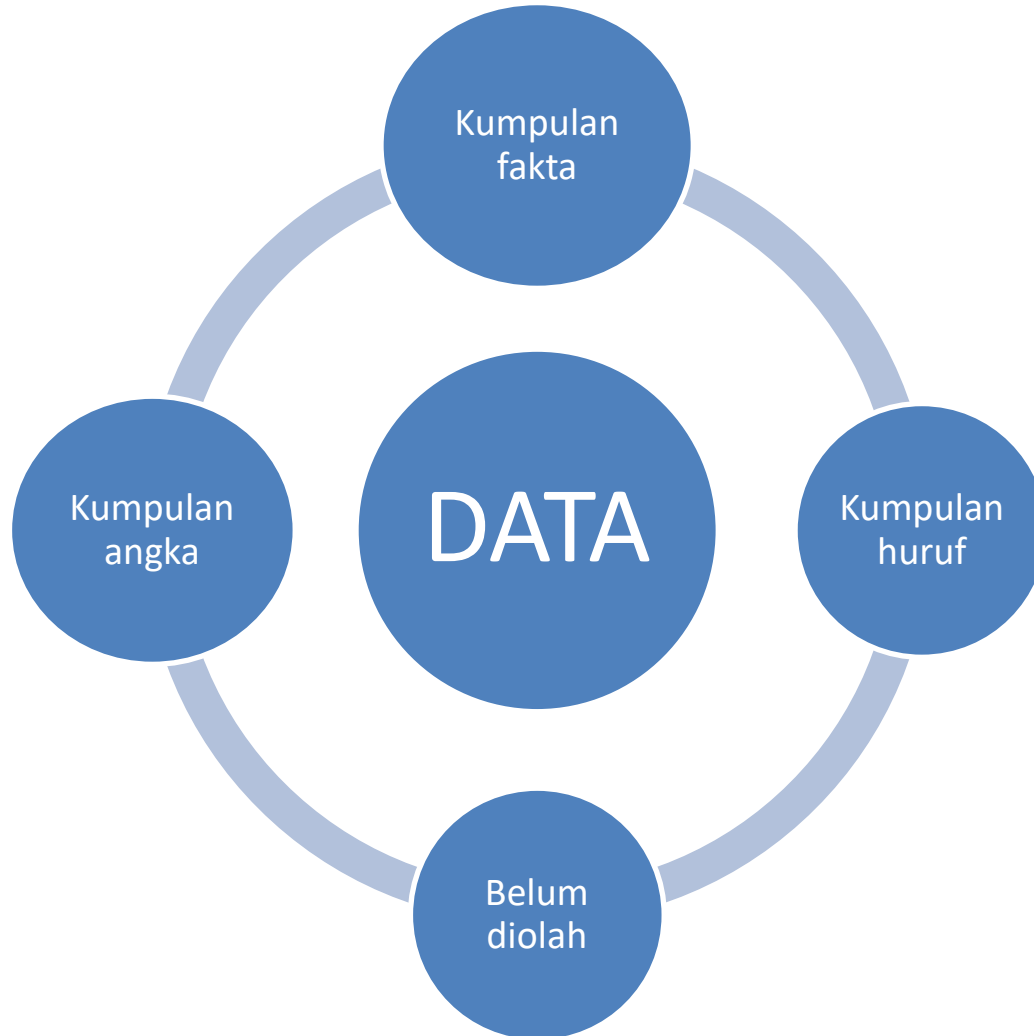 Kumpulan
fakta
Kumpulan
angka
DATA
Kumpulan
huruf
Belum
diolah